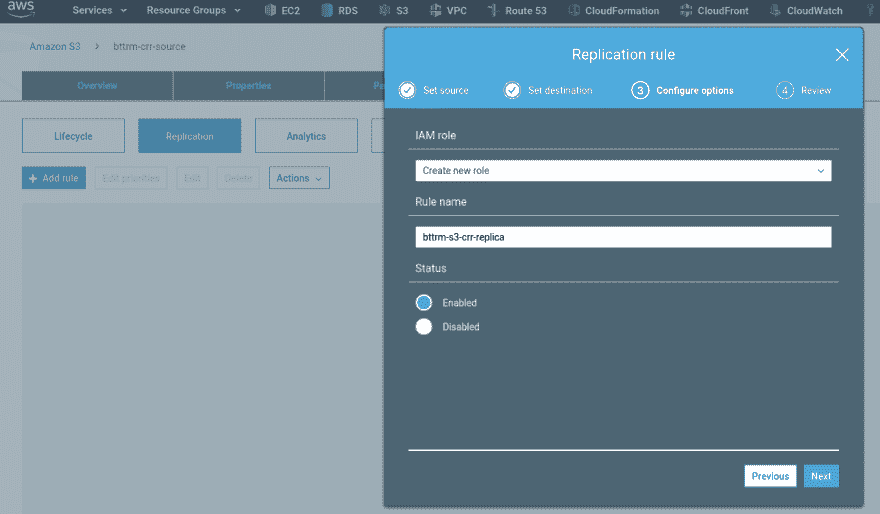 aws Services Resource Groups EC2 RDS S3 VPC Route 53 CloudFormation CloudFront CloudWatch
Amazon S3 > bttrm-crr-source
Overview Properties
Lifecycle Replication Analytics
+ Add rule Edit priorities Edit Delete Actions
Replication rule
Set source Set destination 3 Configure options 4 Review
IAM role
Create new role
Rule name
bttrm-s3-crr-replica
Status
Enabled
Disabled
Previous Next